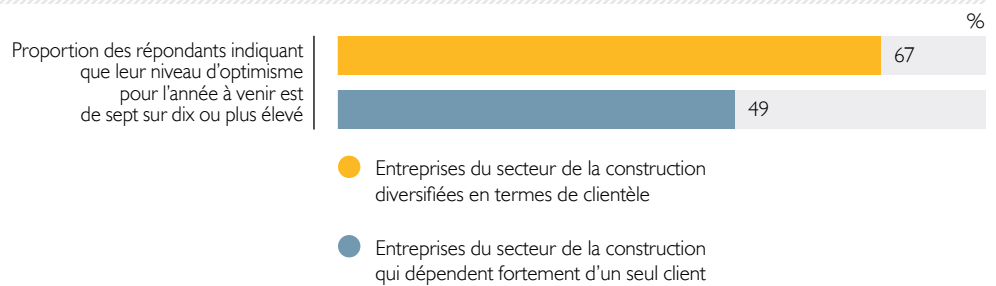 %
Proportion des répondants indiquant
que leur niveau d'optimisme
pour l'année à venir est
de sept sur dix ou plus élevé
67
49
Entreprises du secteur de la construction
diversifiées en termes de clientèle
Entreprises du secteur de la construction
qui dépendent fortement d'un seul client